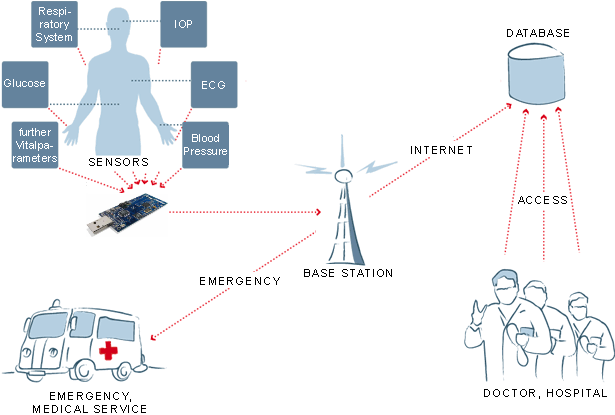 Respi-
ratory
System
IOP
Glucose
ECG
further
Vitalpa-
rameters
Blood
Pressure
SENSORS
DATABASE
INTERNET
ACCESS
BASE STATION
EMERGENCY
EMERGENCY,
MEDICAL SERVICE
DOCTOR, HOSPITAL